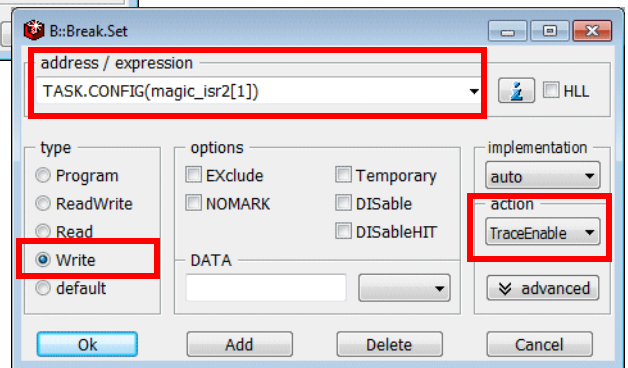 B::Break.Set
address / expression
TASK.CONFIG(magic_isr2[1])
i
HLL
type
Program
ReadWrite
Read
Write
default
options
EXclude
Temporary
NOMARK
DISable
DISableHIT
DATA
implementation
auto
action
TraceEnable
advanced
Ok
Add
Delete
Cancel